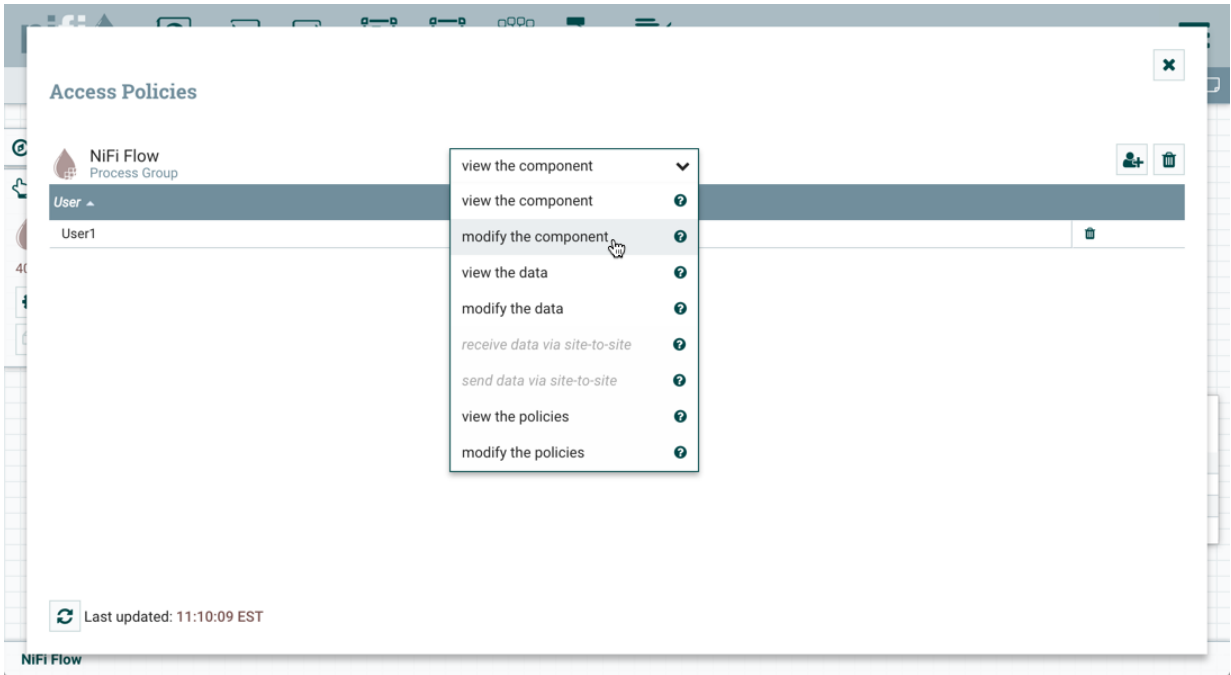 Access Policies
NiFi Flow
Process Group
view the component
User
User1
view the component
modify the component
view the data
modify the data
receive data via site-to-site
send data via site-to-site
view the policies
modify the policies
Last updated: 11:10:09 EST
NiFi Flow